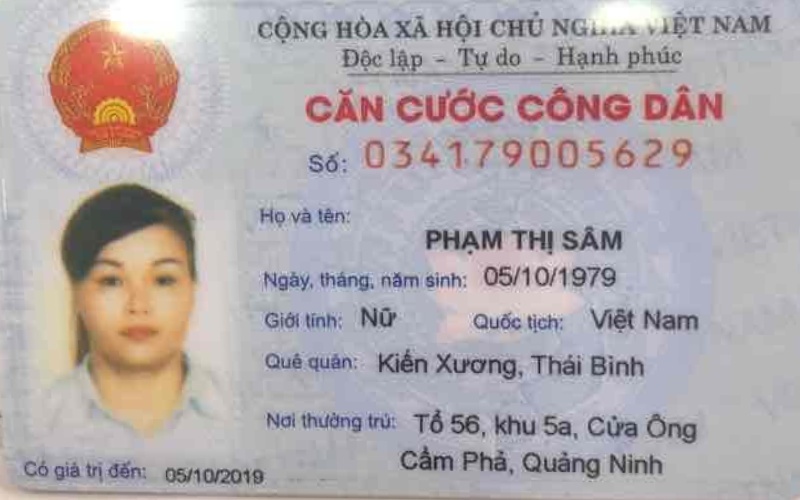 CỘNG HÒA XÃ HỘI CHỦ NGHĨA VIỆT NAM
Độc lập - Tự do - Hạnh phúc
CĂN CƯỚC CÔNG DÂN
Số: 034179005629
Họ và tên:
PHẠM THỊ SÂM
Ngày, tháng, năm sinh: 05/10/1979
Giới tính: Nữ Quốc tịch: Việt Nam
Quê quán: Kiến Xương, Thái Bình
Nơi thường trú: Tổ 56, khu 5a, Cửa Ông
Cẩm Phả, Quảng Ninh
Có giá trị đến: 05/10/2019